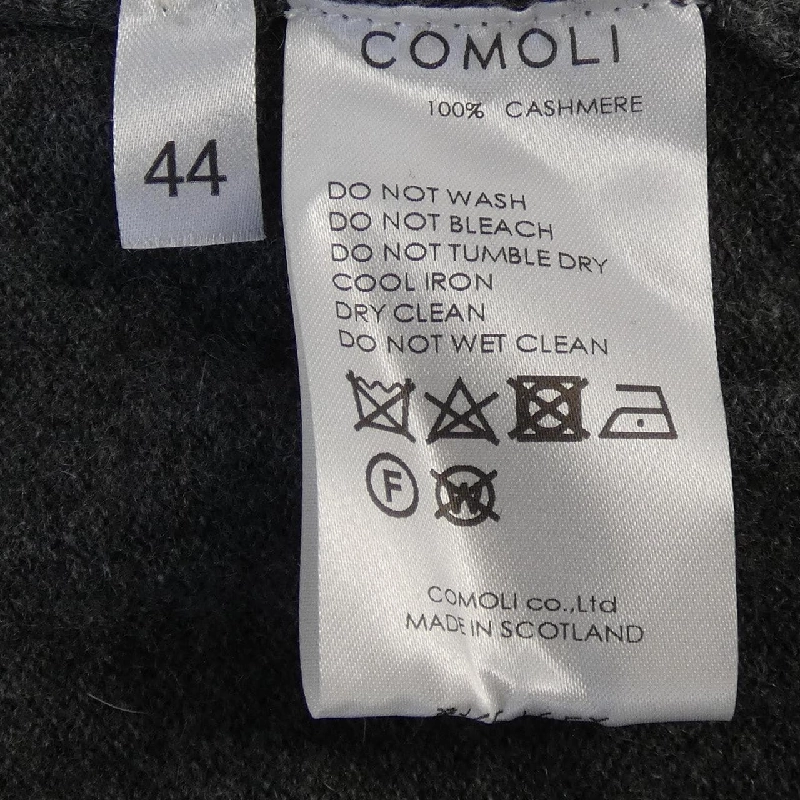 44
COMOLI
100% CASHMERE
DO NOT WASH
DO NOT BLEACH
DO NOT TUMBLE DRY
COOL IRON
DRY CLEAN
DO NOT WET CLEAN
F
W
COMOLI co.,Ltd
MADE IN SCOTLAND